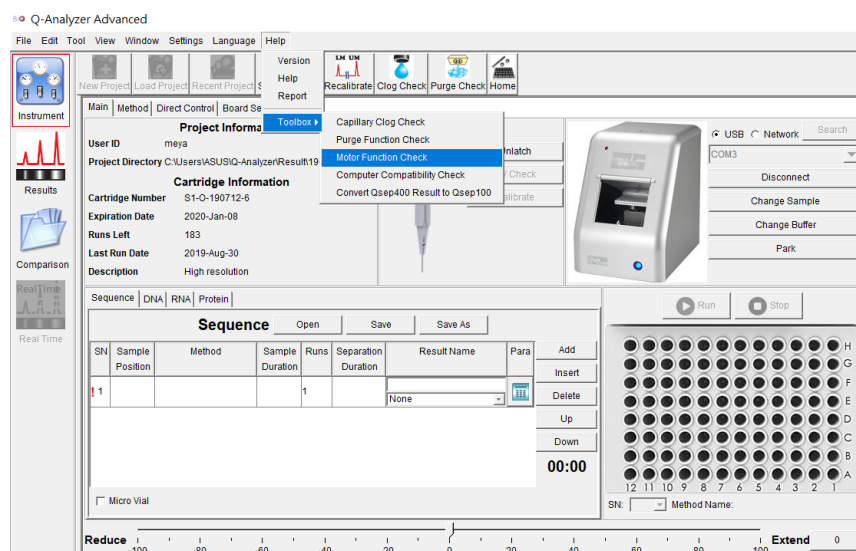 Q-Analyzer Advanced
File Edit Tool View Window Settings Language Help
Version
Help
Report
Toolbox
Capillary Clog Check
Purge Function Check
Motor Function Check
Computer Compatibility Check
Convert Qsep400 Result to Qsep100
New Project Load Project Recent Project S
LM UM
Recalibrate Clog Check Purge Check Home
Instrument
Results
Comparison
RealTime
Real Time
Main Method Direct Control Board Se
Project Informa
User ID meya
Project Directory C:\Users\ASUS\Q-Analyzer\Result\19
Cartridge Information
Cartridge Number S1-O-190712-6
Expiration Date 2020-Jan-08
Runs Left 183
Last Run Date 2019-Aug-30
Description High resolution
nlatch
Check
alibrate
USB Network Search
COM3
Disconnect
Change Sample
Change Buffer
Park
Sequence DNA RNA Protein
Sequence Open Save Save As
SN Sample Position Method Sample Duration Runs Separation Duration Result Name Para
! 1 1 None
Add
Insert
Delete
Up
Down
00:00
Micro Vial
Run Stop
H
G
F
E
D
C
B
A
12 11 10 9 8 7 6 5 4 3 2 1
SN: Method Name:
Reduce -100 -80 -60 -40 -20 0 20 40 60 80 100 Extend 0